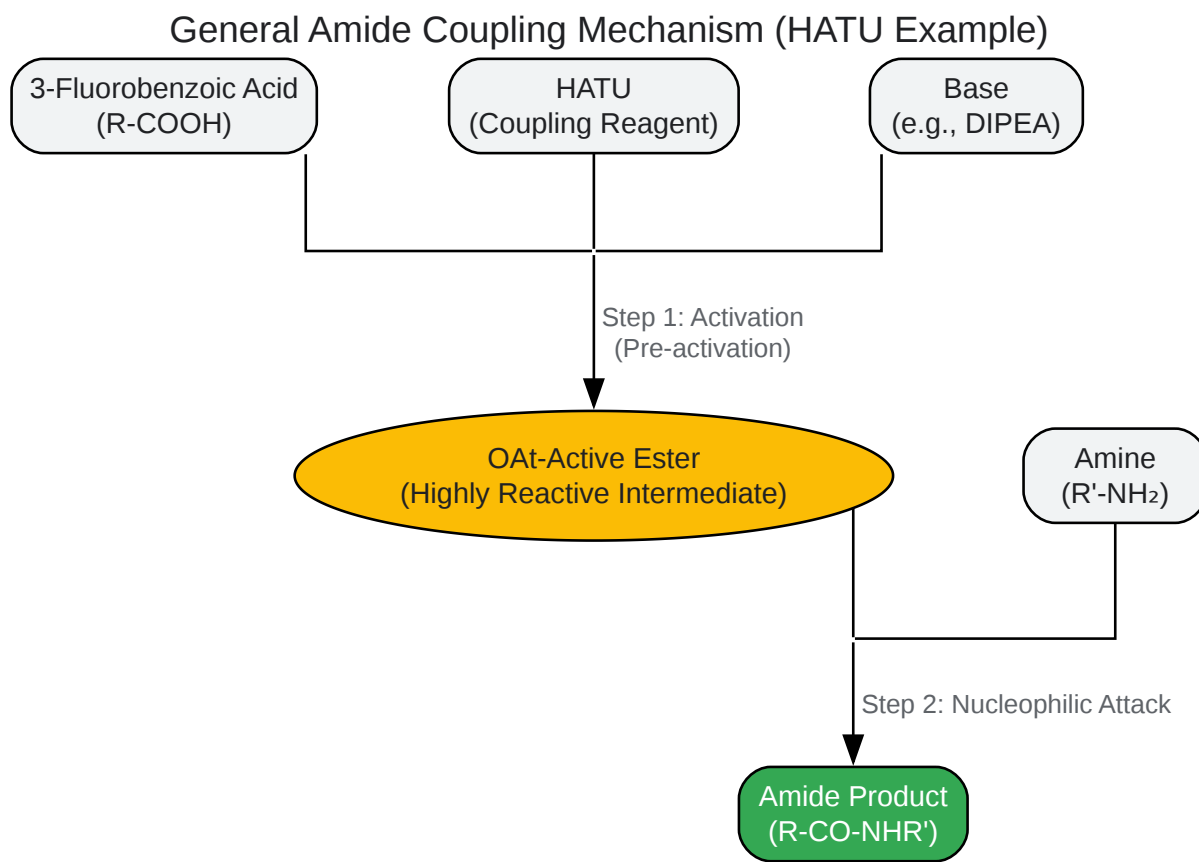 General Amide Coupling Mechanism (HATU Example)
3-Fluorobenzoic Acid
(R-COOH)
HATU
(Coupling Reagent)
Base
(e.g., DIPEA)
Step 1: Activation
(Pre-activation)
OAt-Active Ester
(Highly Reactive Intermediate)
Amine
(R'-NH₂)
Step 2: Nucleophilic Attack
Amide Product
(R-CO-NHR')